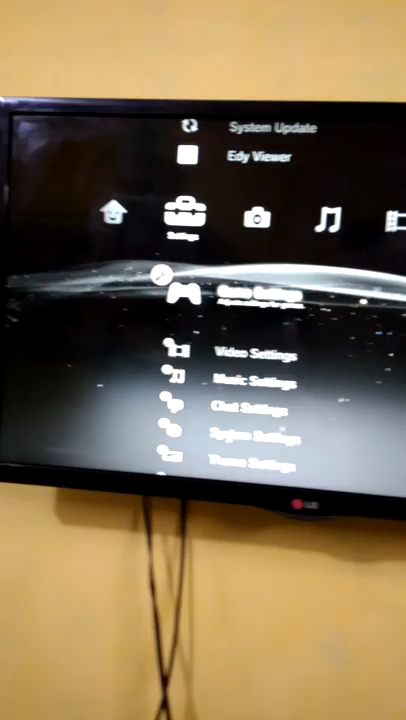 System Update
Edy Viewer
Settings
Game Settings
Video Settings
Music Settings
Chat Settings
System Settings
Theme Settings
LG